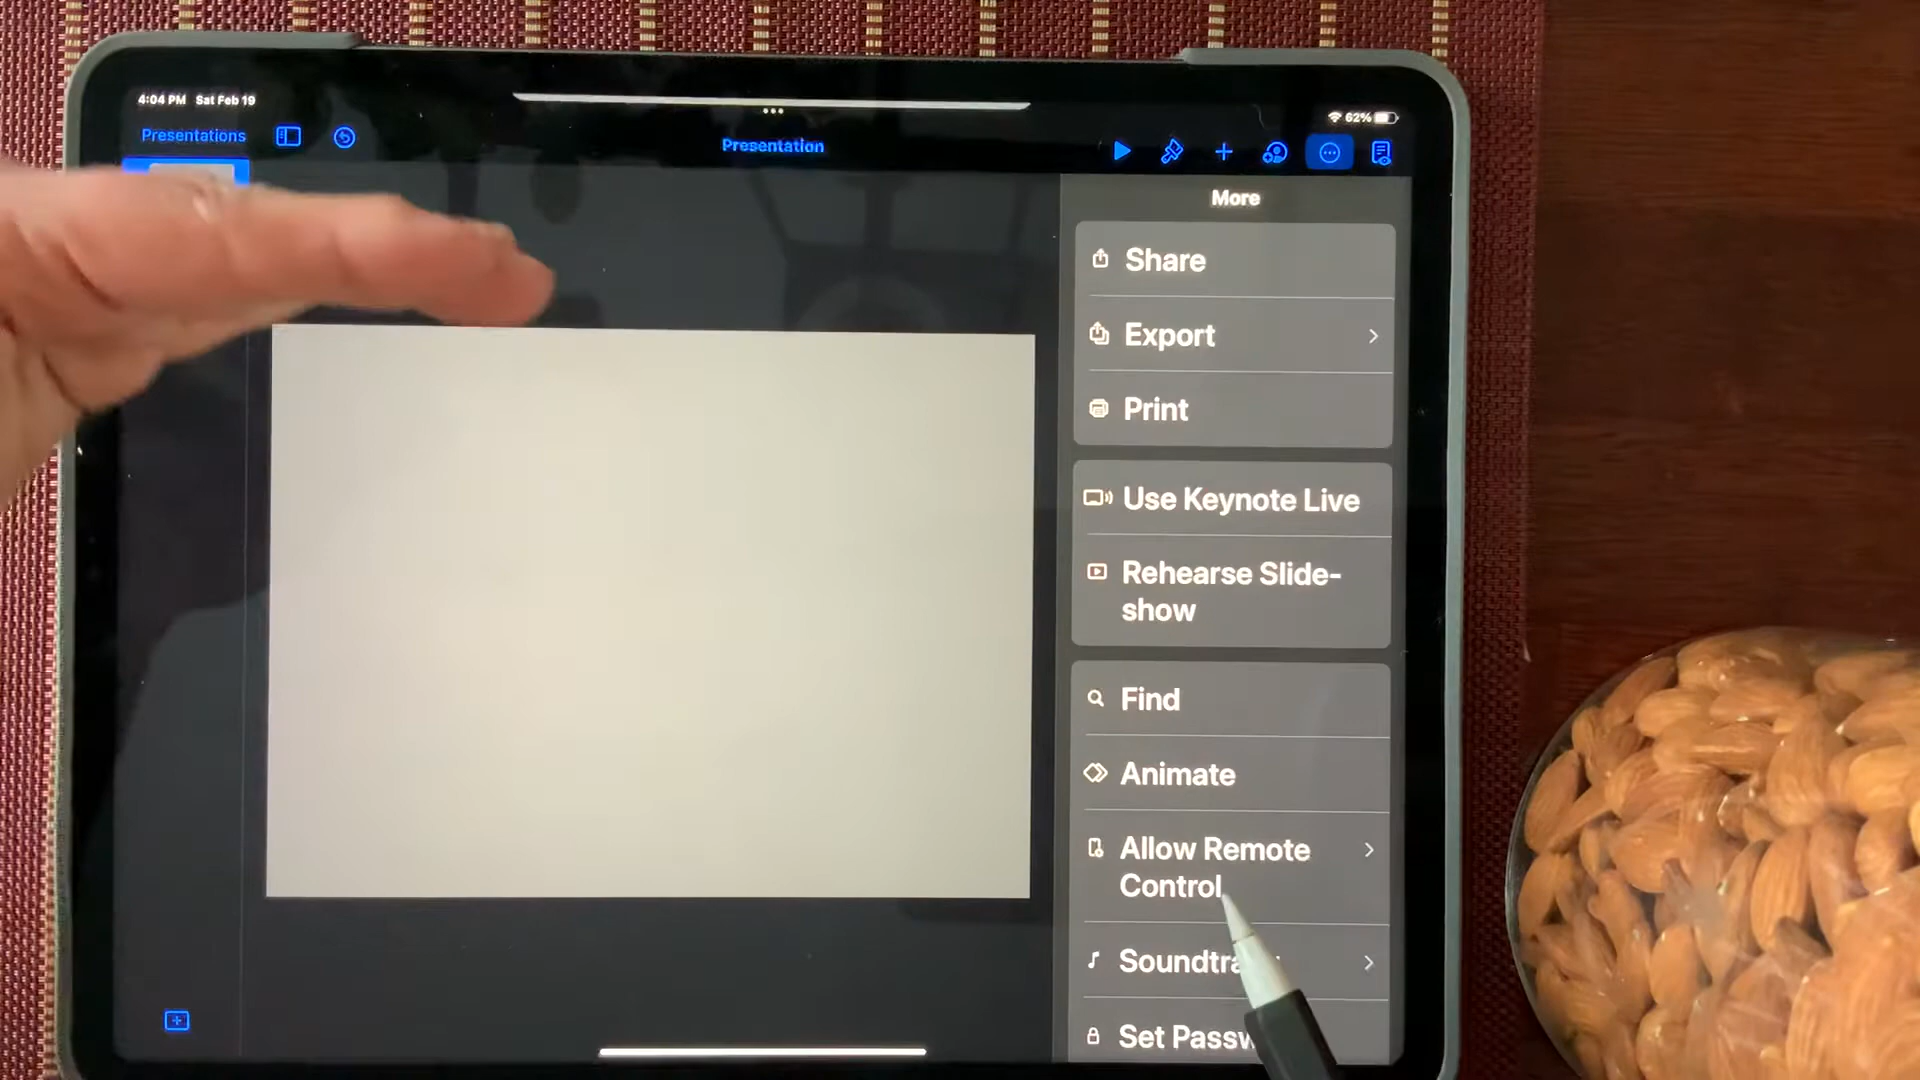 4:04 PM Sat Feb 19
62%
Presentations
Presentation
More
Share
Export
Print
Use Keynote Live
Rehearse Slide-
show
Find
Animate
Allow Remote
Control
Set